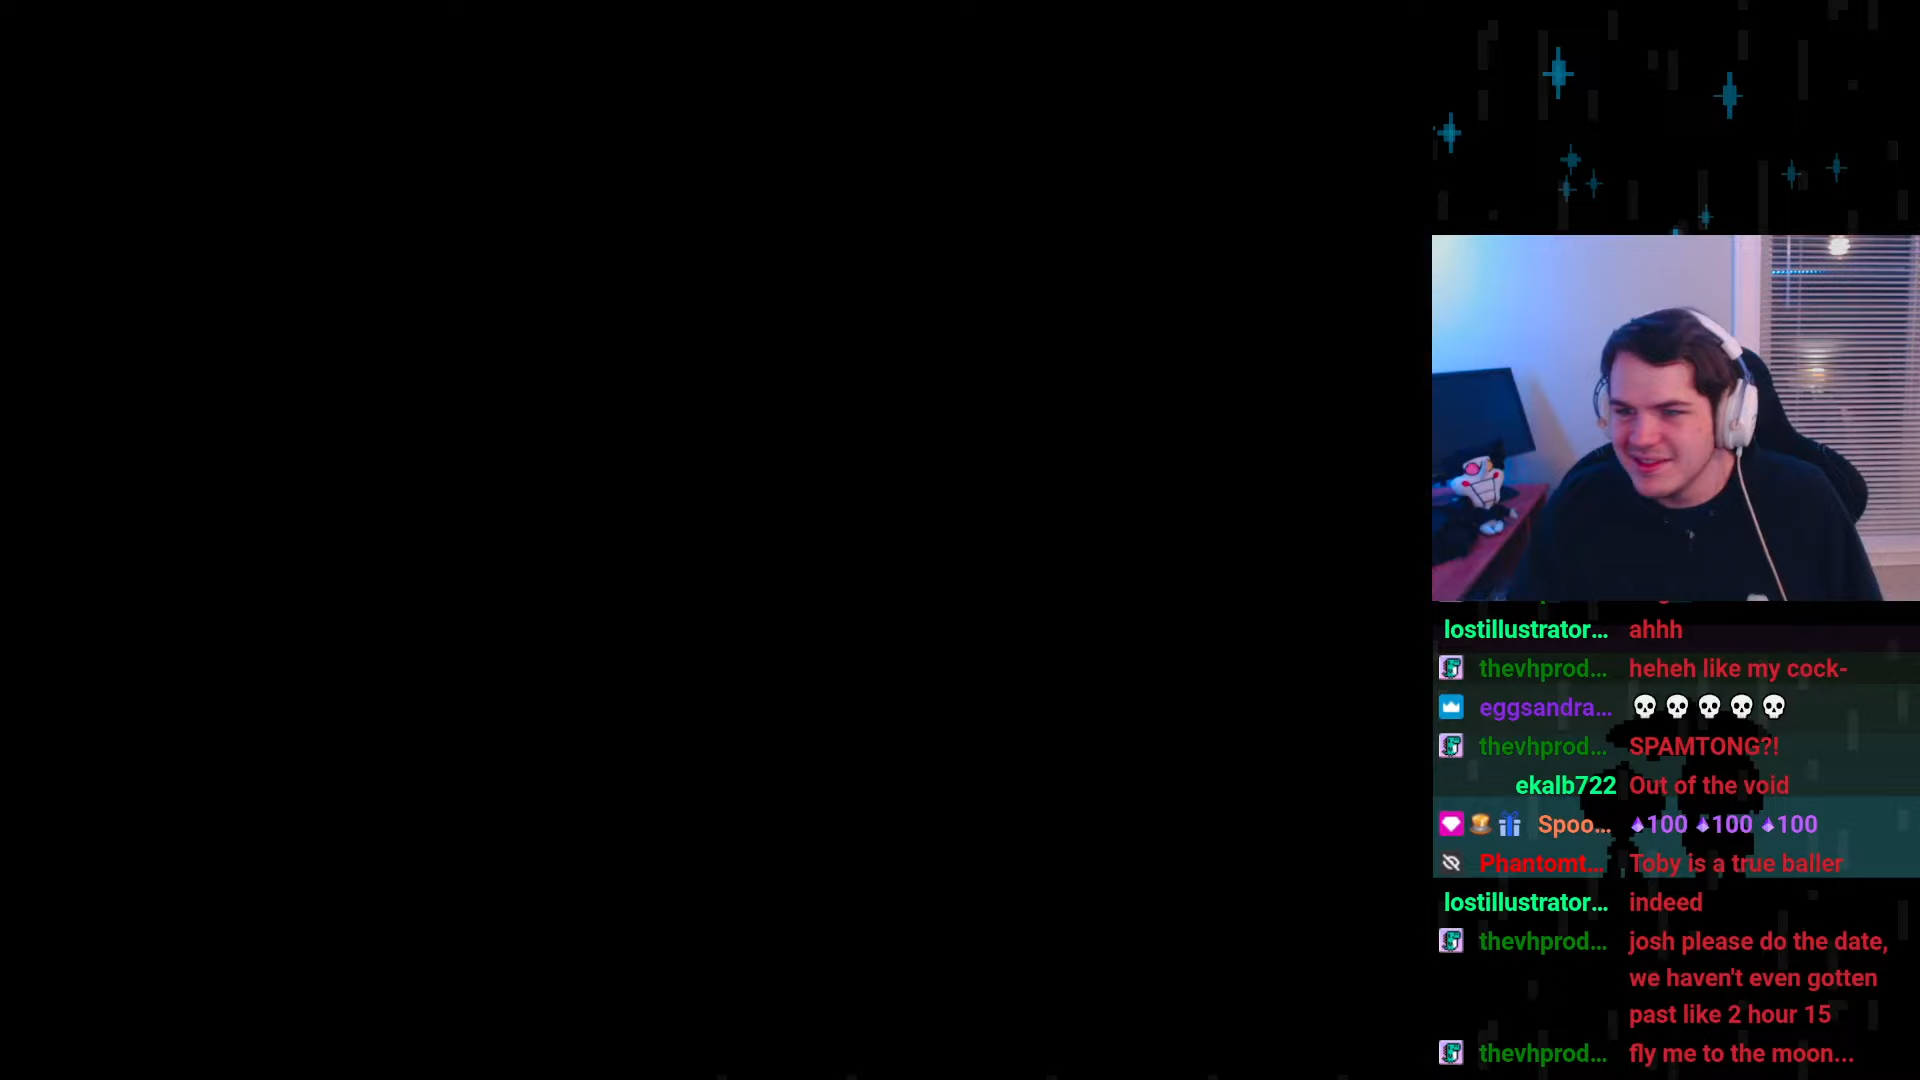 lostillustrator... ahhh
thevhprod... heheh like my cock-
eggsandra... 💀💀💀💀💀
thevhprod... SPAMTONG?!
ekalb722 Out of the void
Spoo... 100 100 100
Phantomt... Toby is a true baller
lostillustrator... indeed
thevhprod... josh please do the date,
we haven't even gotten
past like 2 hour 15
thevhprod... fly me to the moon...